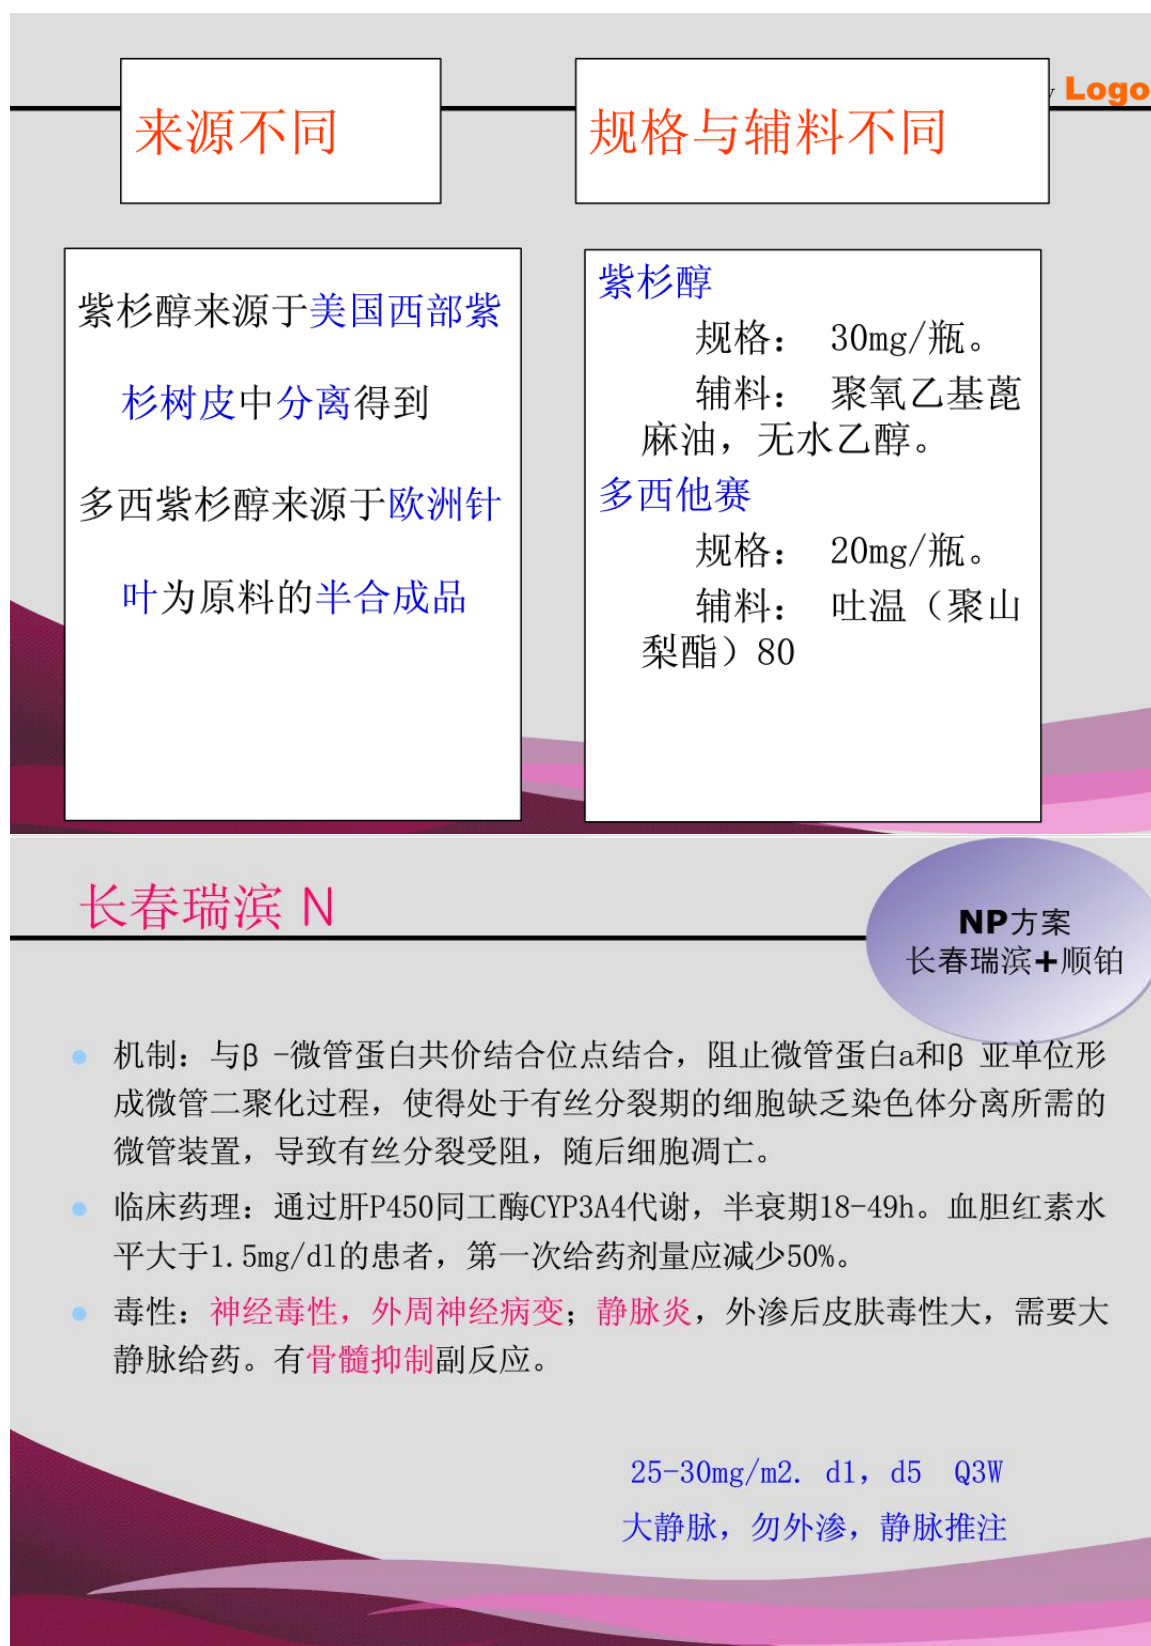 Logo
来源不同
规格与辅料不同
紫杉醇来源于美国西部紫
杉树皮中分离得到
多西紫杉醇来源于欧洲针
叶为原料的半合成品
紫杉醇
规格： 30mg/瓶。
辅料： 聚氧乙基蓖
麻油，无水乙醇。
多西他赛
规格： 20mg/瓶。
辅料： 吐温（聚山
梨酯）80
长春瑞滨 N
NP方案
长春瑞滨+顺铂
机制：与β -微管蛋白共价结合位点结合，阻止微管蛋白a和β 亚单位形
成微管二聚化过程，使得处于有丝分裂期的细胞缺乏染色体分离所需的
微管装置，导致有丝分裂受阻，随后细胞凋亡。
临床药理：通过肝P450同工酶CYP3A4代谢，半衰期18-49h。血胆红素水
平大于1.5mg/dl的患者，第一次给药剂量应减少50%。
毒性：神经毒性，外周神经病变；静脉炎，外渗后皮肤毒性大，需要大
静脉给药。有骨髓抑制副反应。
25-30mg/m2. d1, d5 Q3W
大静脉，勿外渗，静脉推注